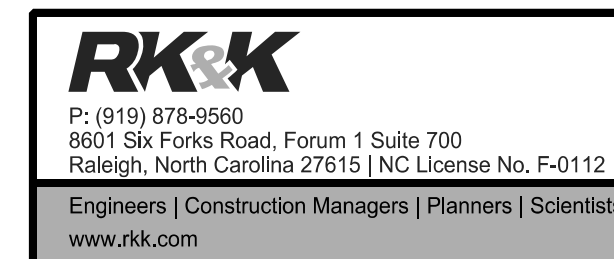 RK&K
P: (919) 878-9560
8601 Six Forks Road, Forum 1 Suite 700
Raleigh, North Carolina 27615 | NC License No. F-0112
Engineers | Construction Managers | Planners | Scientists
www.rkk.com